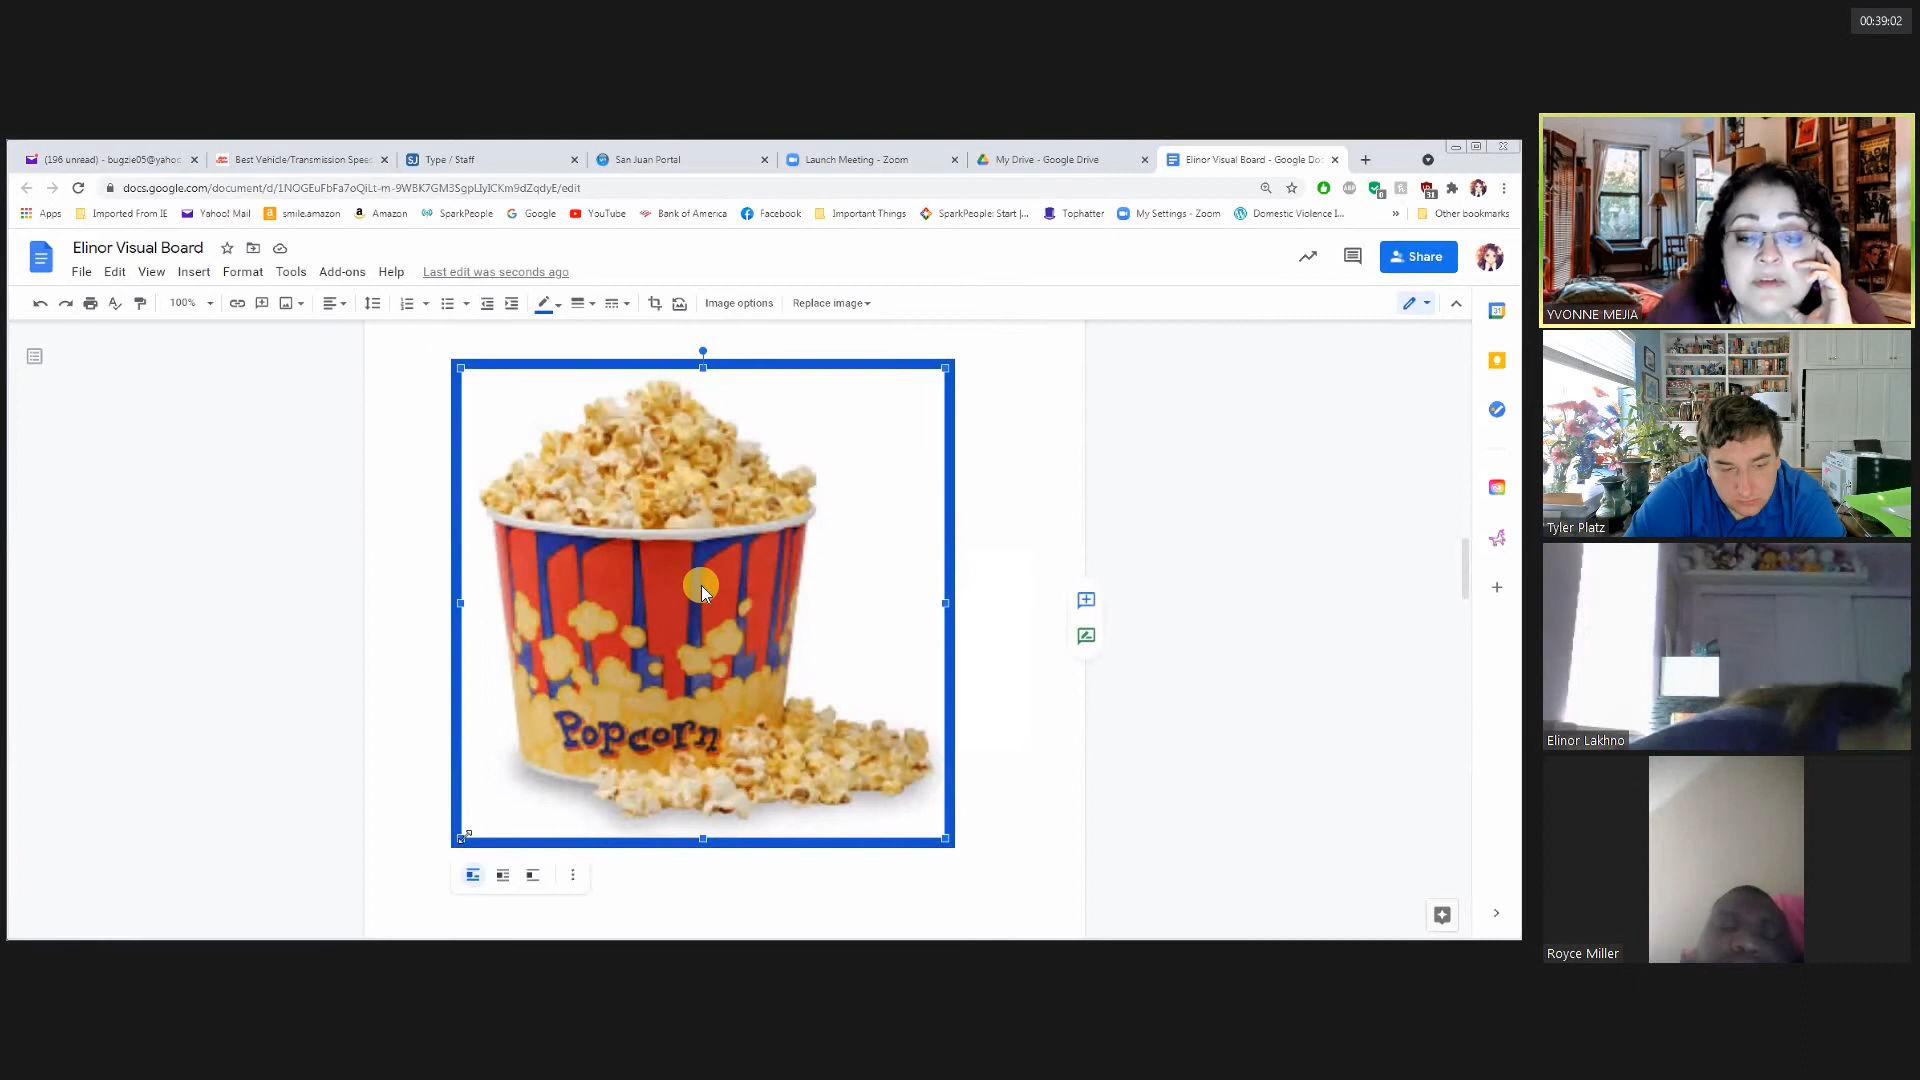 00:39:02
(196 unread) - bugzie05@yahoo
Best Vehicle/Transmission Speed
Type / Staff
San Juan Portal
Launch Meeting - Zoom
My Drive - Google Drive
Elinor Visual Board - Google Do
docs.google.com/document/d/1NOGEuFbFa7oQiLt-m-9WBK7GM3SgpLIyICKm9dZqdyE/edit
Apps
Imported From IE
Yahoo! Mail
smile.amazon
Amazon
SparkPeople
Google
YouTube
Bank of America
Facebook
Important Things
SparkPeople: Start |...
Tophatter
My Settings - Zoom
Domestic Violence I...
»
Other bookmarks
Elinor Visual Board
Share
File Edit View Insert Format Tools Add-ons Help Last edit was seconds ago
100%
Image options
Replace image
Popcorn
YVONNE MEJIA
Tyler Platz
Elinor Lakhno
Royce Miller